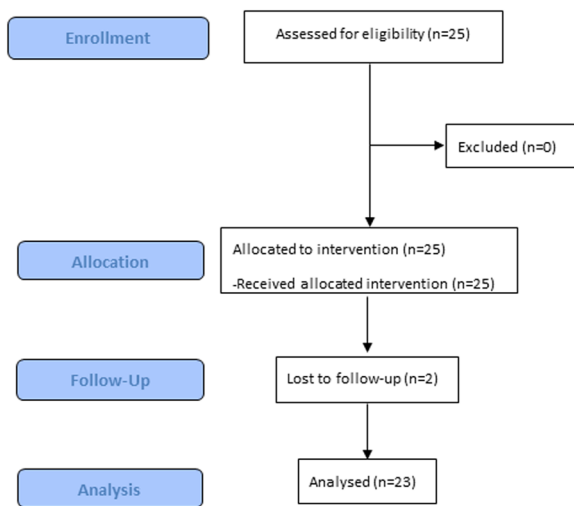 Enrollment
Assessed for eligibility (n=25)
Excluded (n=0)
Allocation
Allocated to intervention (n=25)
-Received allocated intervention (n=25)
Follow-Up
Lost to follow-up (n=2)
Analysis
Analysed (n=23)